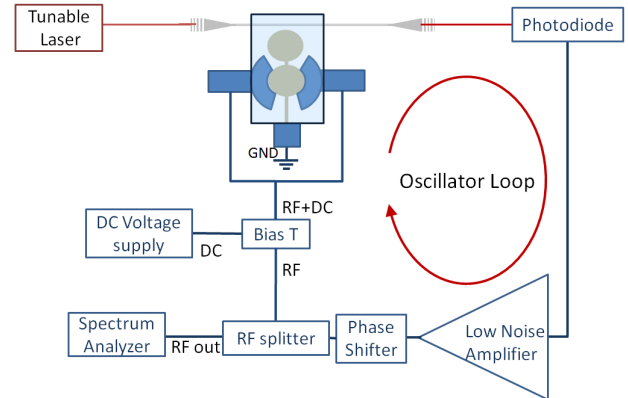 Tunable
Laser
Photodiode
GND
Oscillator Loop
RF+DC
DC Voltage
supply
DC
Bias T
RF
Spectrum
Analyzer
RF out
RF splitter
Phase
Shifter
Low Noise
Amplifier